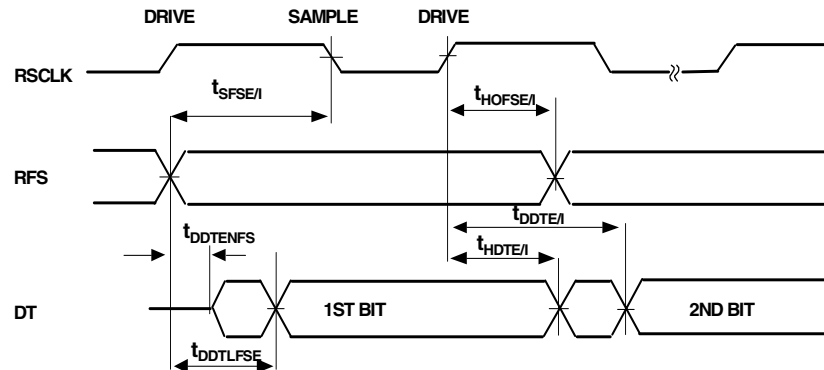 DRIVE SAMPLE DRIVE
RSCLK
tSFSE/I
tHOFSE/I
RFS
tDDTE/I
tDDTENFS
tHDTE/I
DT
1ST BIT
2ND BIT
tDDTLFSE